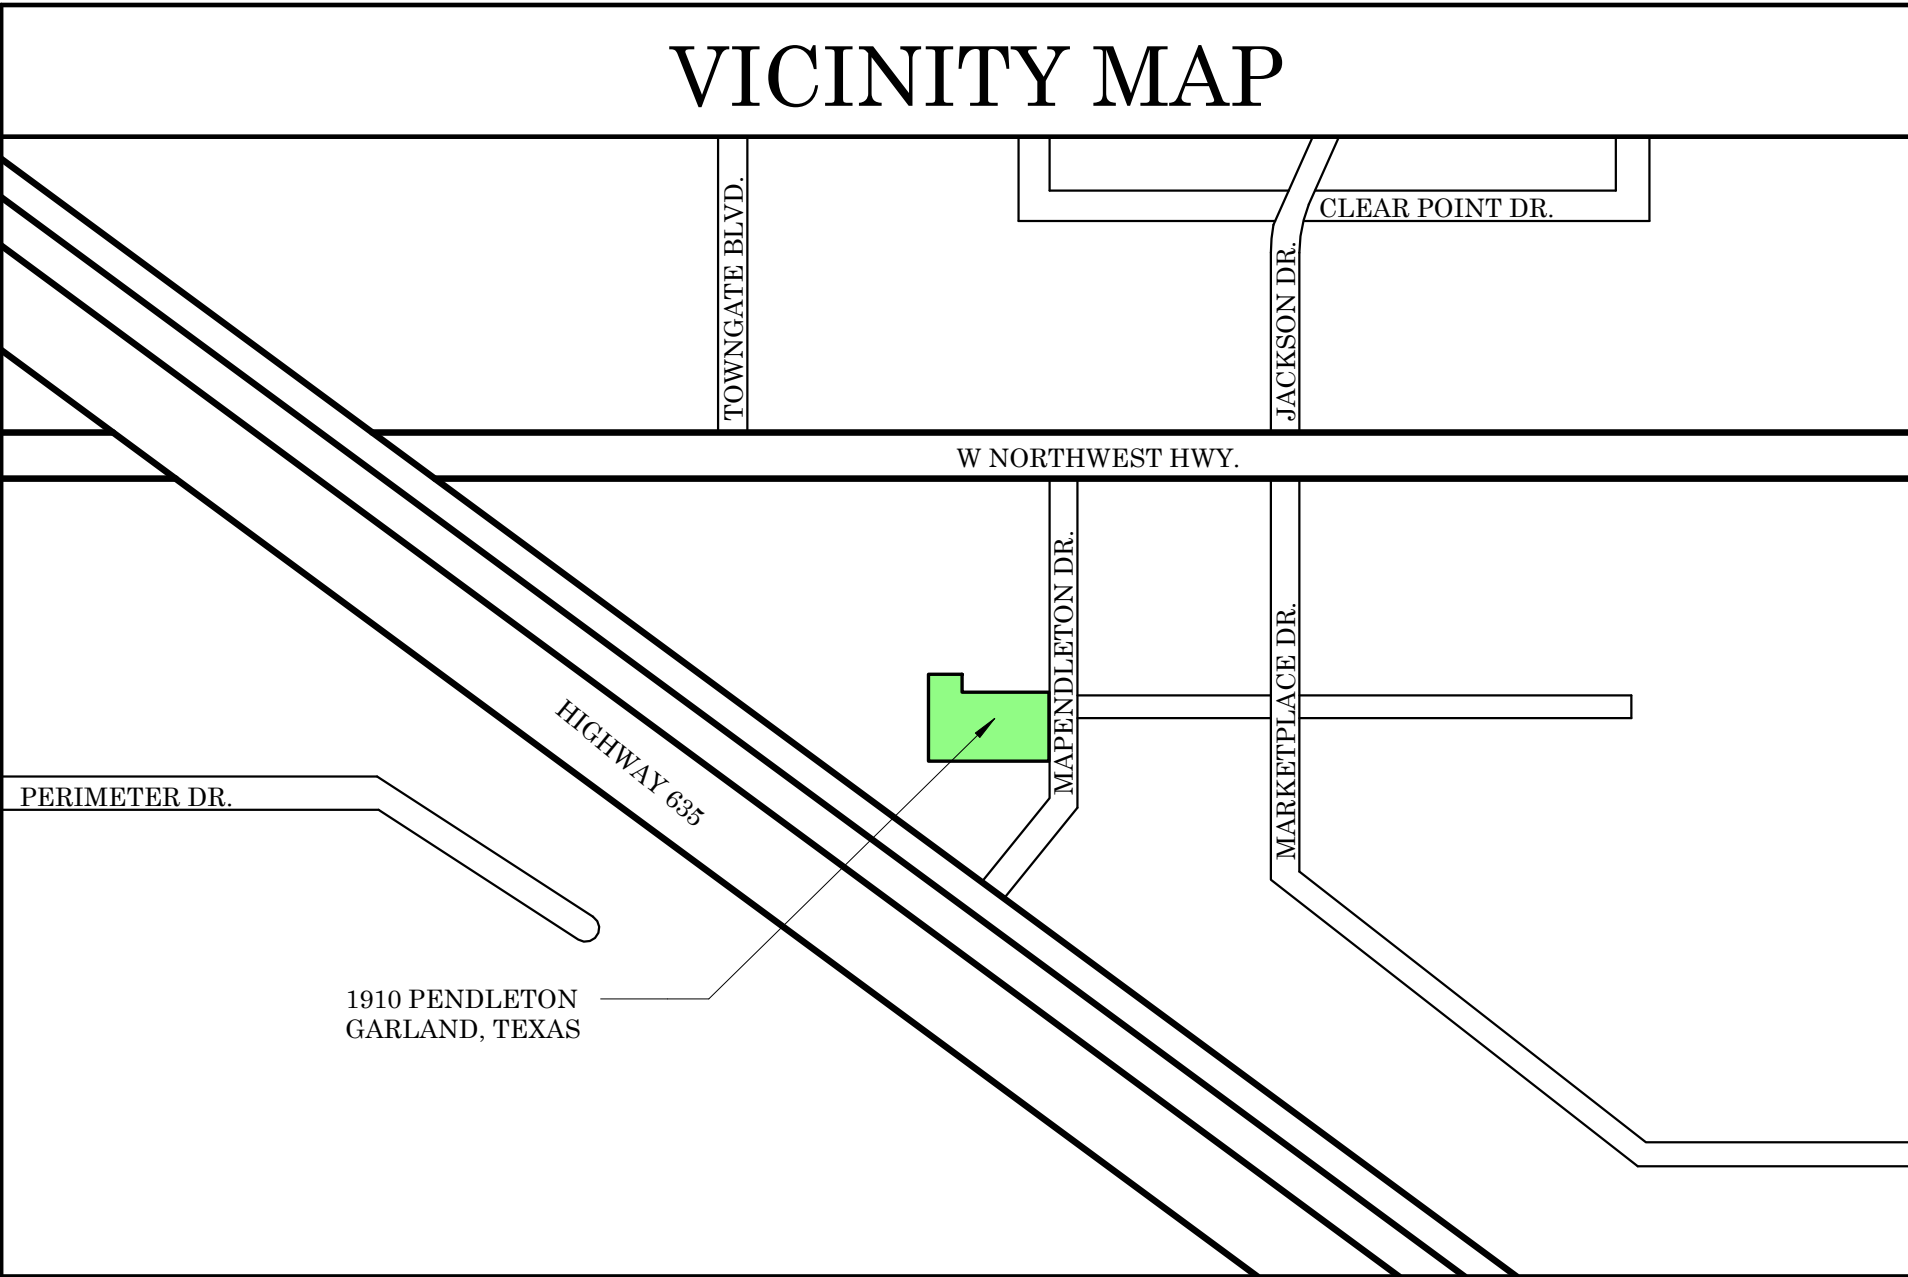 VICINITY MAP
TOWNGATE BLVD.
CLEAR POINT DR.
JACKSON DR.
W NORTHWEST HWY.
MAPENDLETON DR.
MARKETPLACE DR.
HIGHWAY 635
PERIMETER DR.
1910 PENDLETON
GARLAND, TEXAS